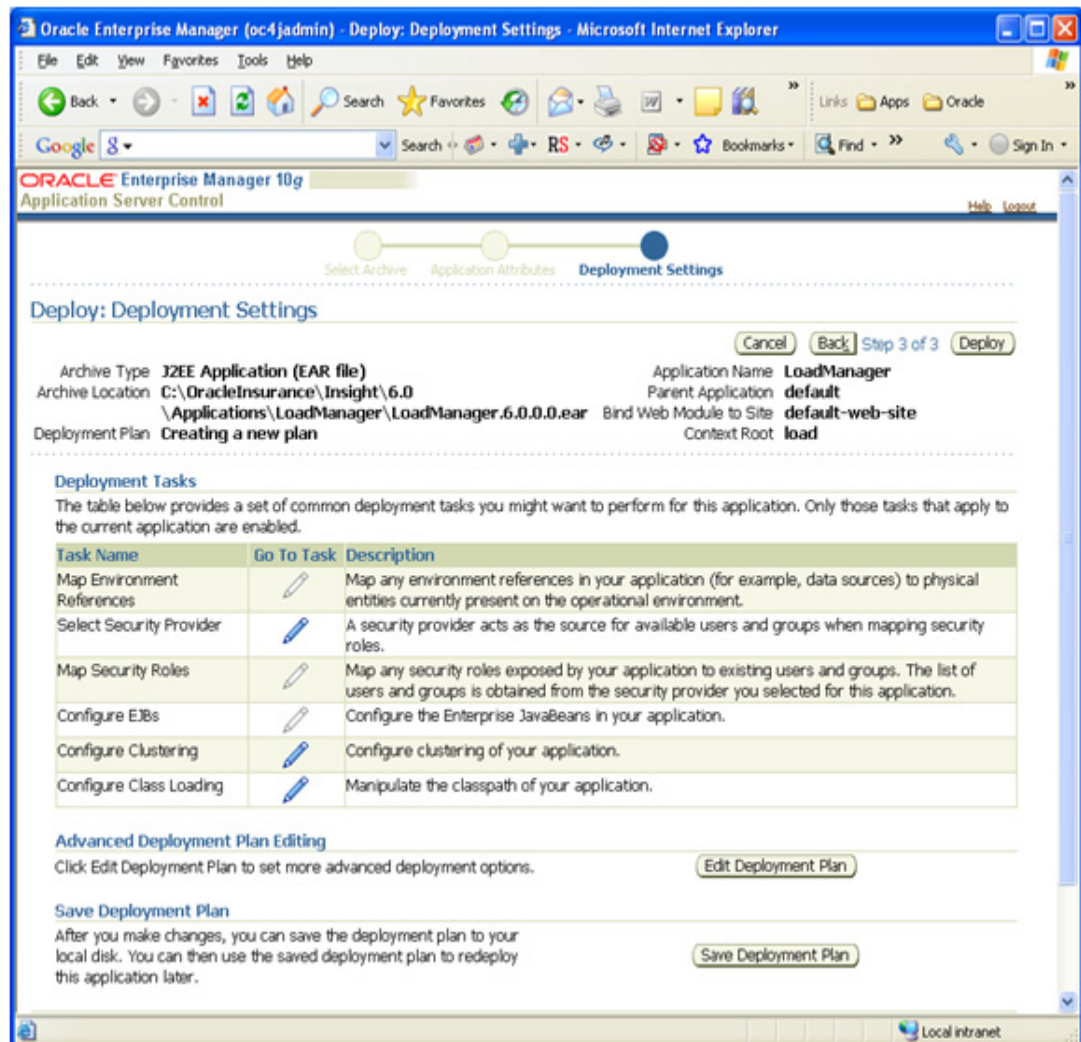 Oracle Enterprise Manager (oc4jadmin) - Deploy: Deployment Settings - Microsoft Internet Explorer
File Edit View Favorites Tools Help
Back Search Favorites » Links Apps Oracle »
Google Search RS Bookmarks Find » Sign In
ORACLE Enterprise Manager 10g
Application Server Control
Help Logout
Select Archive Application Attributes Deployment Settings
Deploy: Deployment Settings
Cancel Back Step 3 of 3 Deploy
Archive Type J2EE Application (EAR file) Application Name LoadManager
Archive Location C:\OracleInsurance\Insight\6.0 Parent Application default
\Applications\LoadManager\LoadManager.6.0.0.0.ear Bind Web Module to Site default-web-site
Deployment Plan Creating a new plan Context Root load
Deployment Tasks
The table below provides a set of common deployment tasks you might want to perform for this application. Only those tasks that apply to
the current application are enabled.
Task Name Go To Task Description
Map Environment References Map any environment references in your application (for example, data sources) to physical
entities currently present on the operational environment.
Select Security Provider A security provider acts as the source for available users and groups when mapping security
roles.
Map Security Roles Map any security roles exposed by your application to existing users and groups. The list of
users and groups is obtained from the security provider you selected for this application.
Configure EJBs Configure the Enterprise JavaBeans in your application.
Configure Clustering Configure clustering of your application.
Configure Class Loading Manipulate the classpath of your application.
Advanced Deployment Plan Editing
Click Edit Deployment Plan to set more advanced deployment options. Edit Deployment Plan
Save Deployment Plan
After you make changes, you can save the deployment plan to your
local disk. You can then use the saved deployment plan to redeploy Save Deployment Plan
this application later.
Local intranet